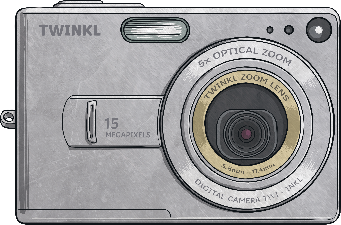 TWINKL
5x OPTICAL ZOOM
TWINKL ZOOM LENS
15
MEGAPIXELS
DIGITAL CAMERA